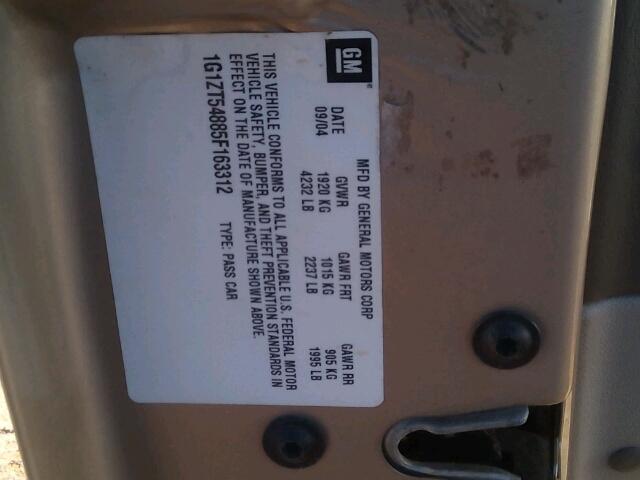 GM
MFD BY GENERAL MOTORS CORP
DATE GVWR GAWR FRT GAWR RR
09/04 1920 KG 1015 KG 905 KG
4232 LB 2237 LB 1995 LB
THIS VEHICLE CONFORMS TO ALL APPLICABLE U.S. FEDERAL MOTOR
VEHICLE SAFETY, BUMPER, AND THEFT PREVENTION STANDARDS IN
EFFECT ON THE DATE OF MANUFACTURE SHOWN ABOVE.
1G1ZT54885F163312 TYPE: PASS CAR